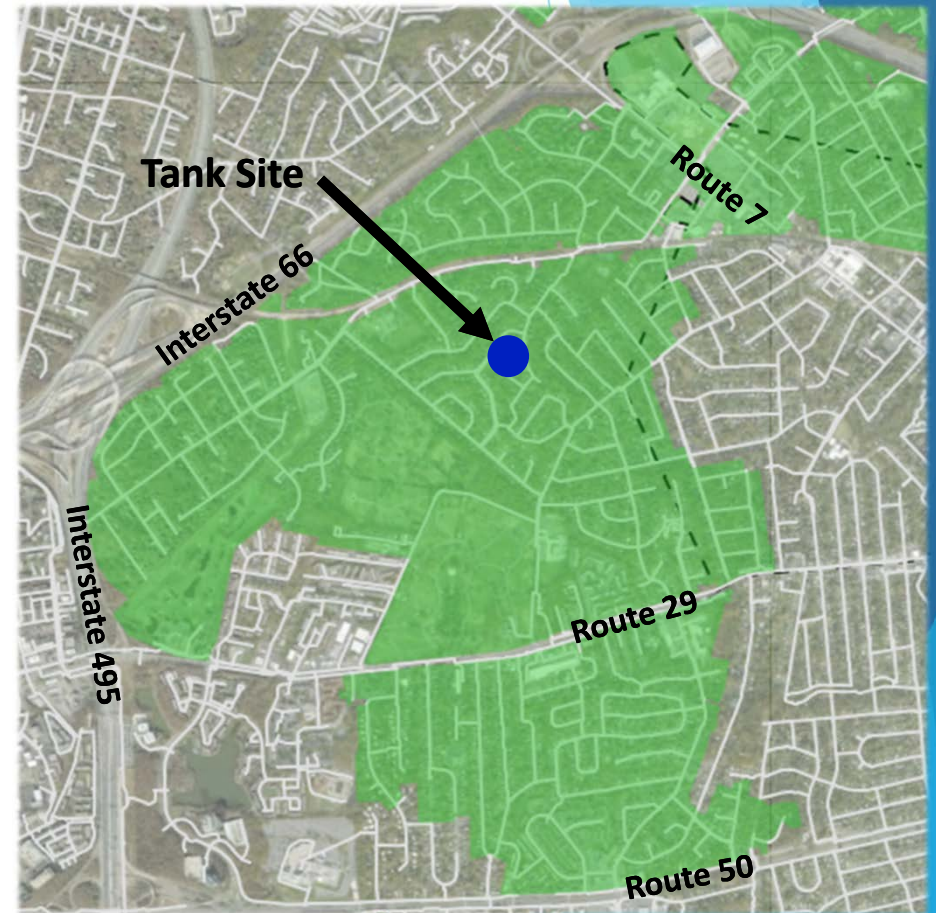 Tank Site
Route 7
Interstate 66
Interstate 495
Route 29
Route 50